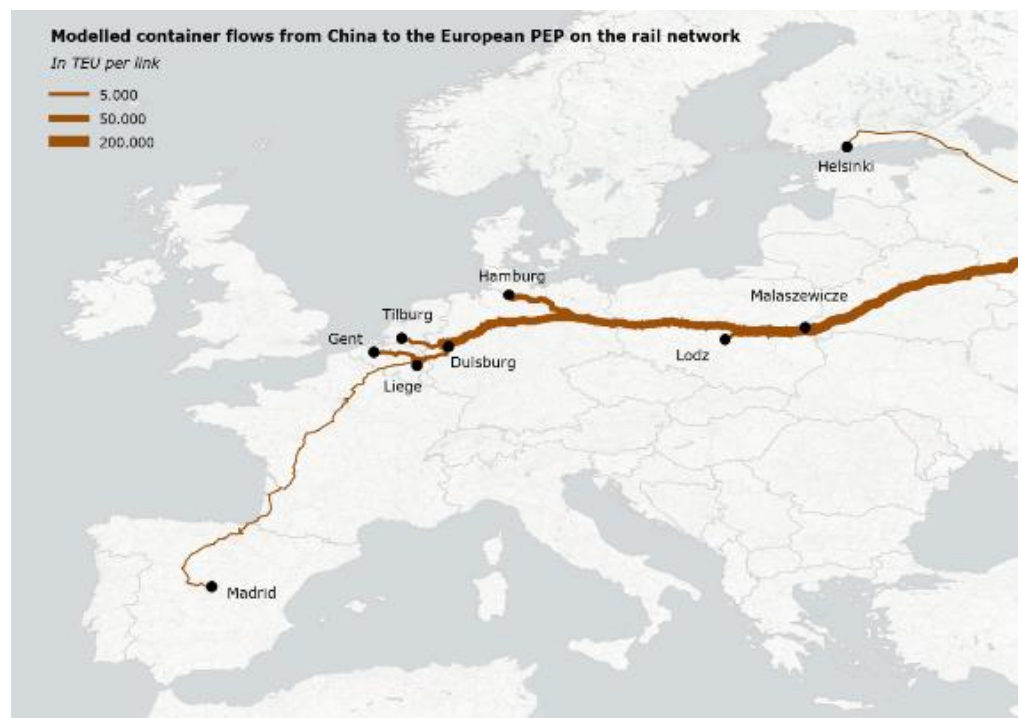 Modelled container flows from China to the European PEP on the rail network
In TEU per link
5.000
50.000
200.000
Helsinki
Hamburg
Malaszewicze
Tilburg
Gent
Duisburg
Lodz
Liege
Madrid